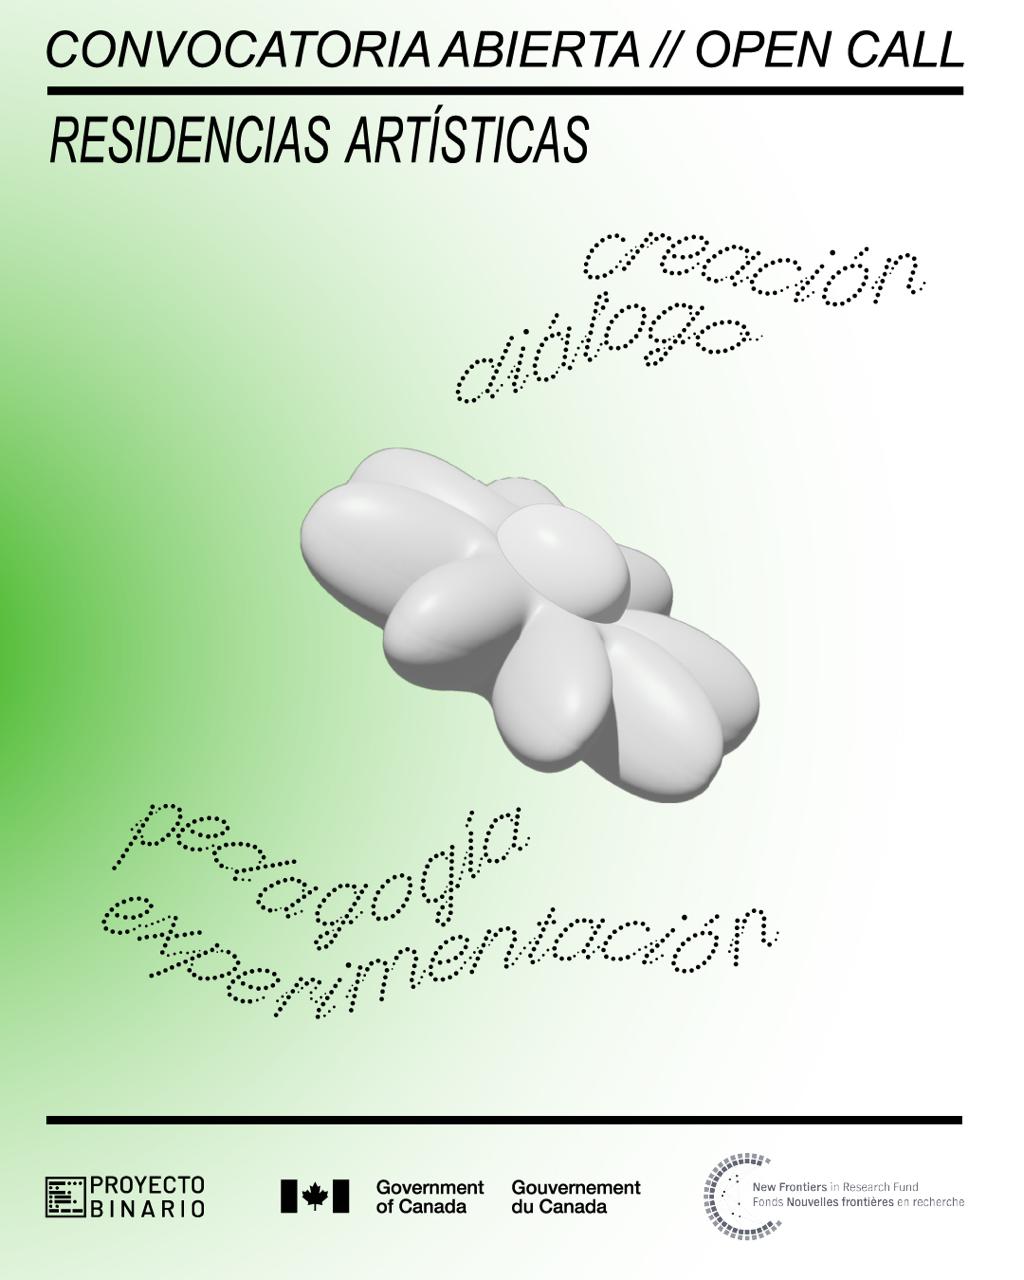 CONVOCATORIA ABIERTA // OPEN CALL
RESIDENCIAS ARTÍSTICAS
creación
diálogo
pedagogía
experimentación
PROYECTO
BINARIO
Government
of Canada
Gouvernement
du Canada
New Frontiers in Research Fund
Fonds Nouvelles frontières en recherche